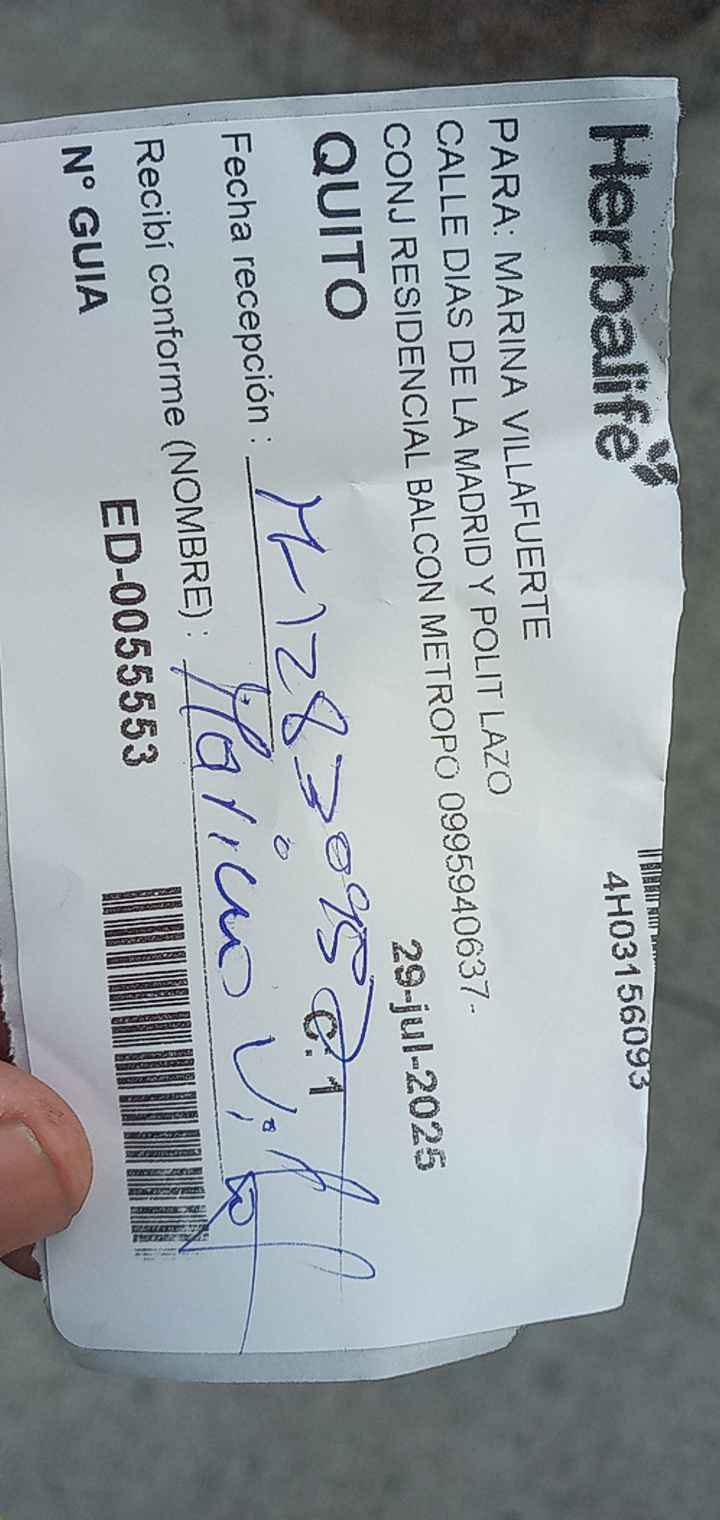 Herbalife
4H03156093
PARA: MARINA VILLAFUERTE
CALLE DIAS DE LA MADRID Y POLIT LAZO
CONJ RESIDENCIAL BALCON METROPO 0995940637-
QUITO
29-jul-2025
C: 1
Fecha recepción :
Recibí conforme (NOMBRE) :
N° GUIA
ED-0055553